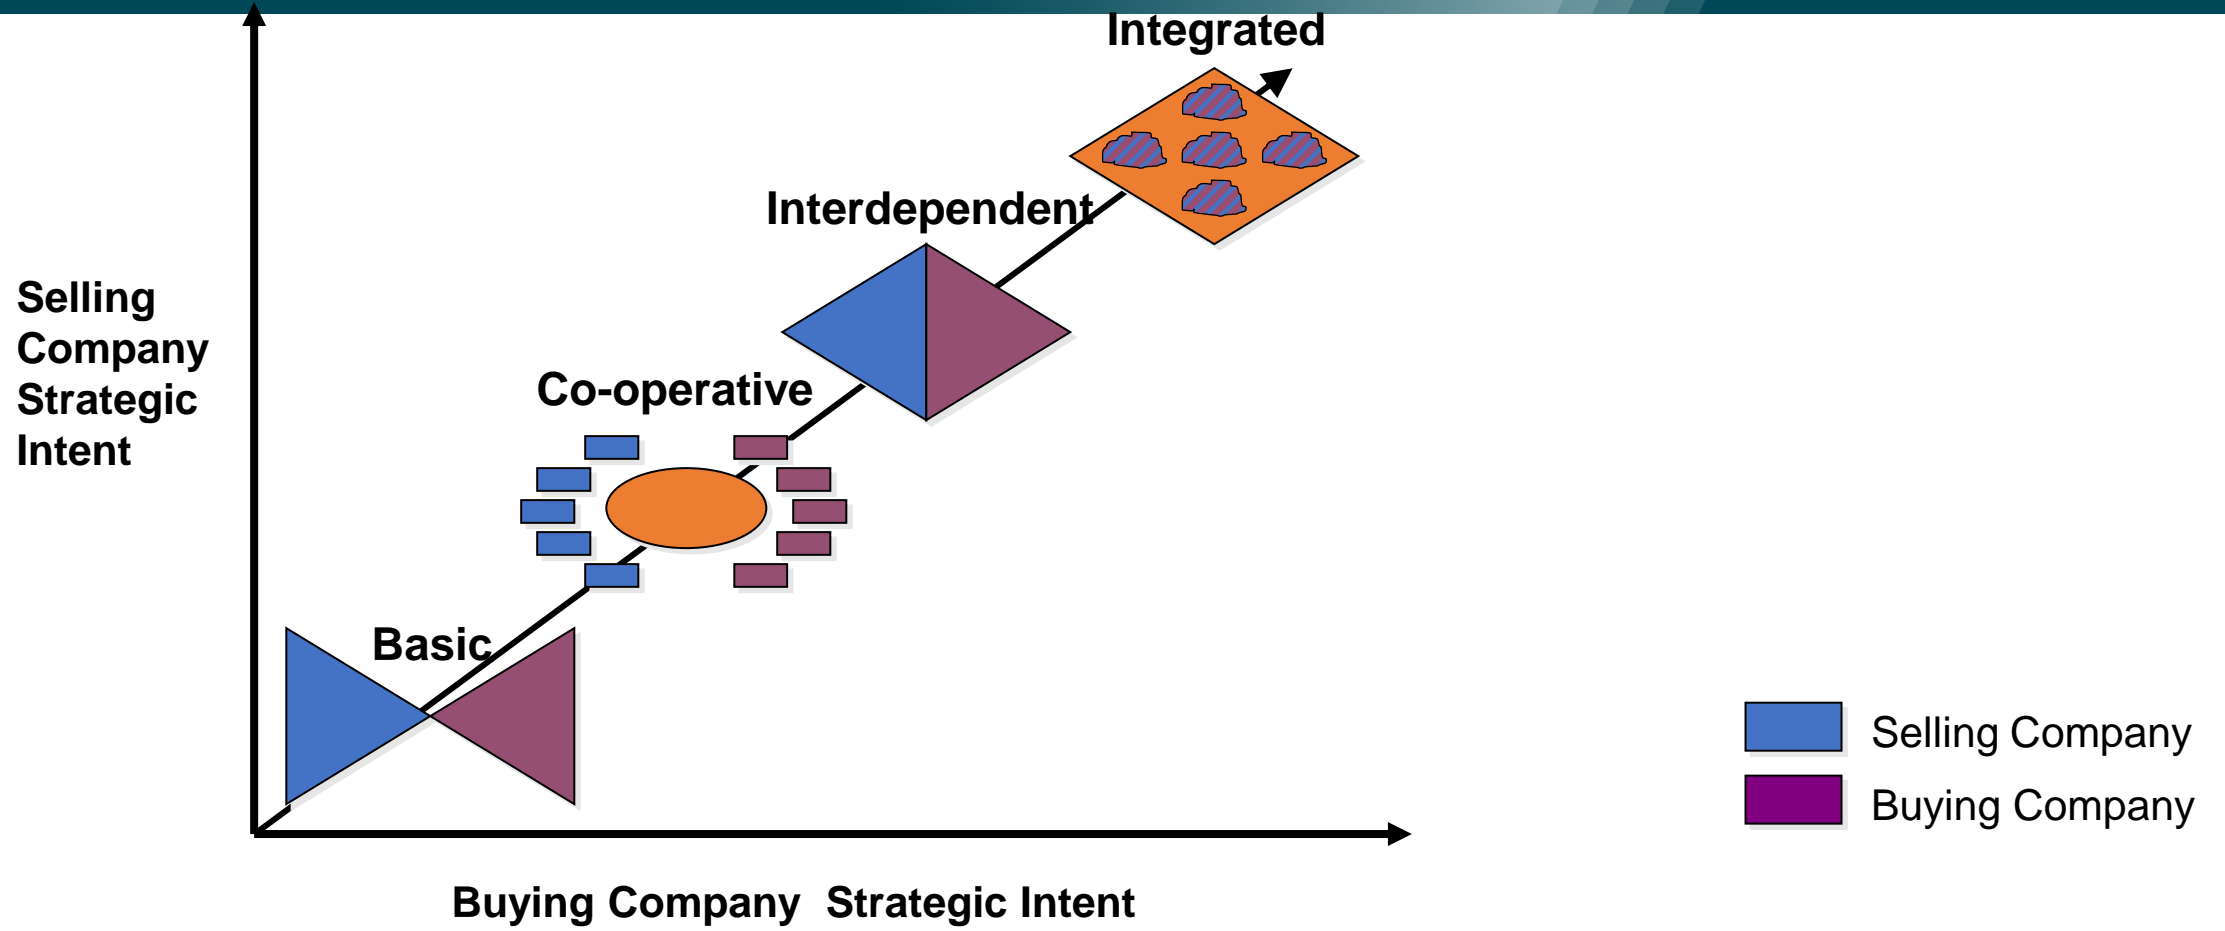 Integrated
Interdependent
Selling
Company
Strategic
Intent
Co-operative
Basic
Selling Company
Buying Company
Buying Company  Strategic Intent